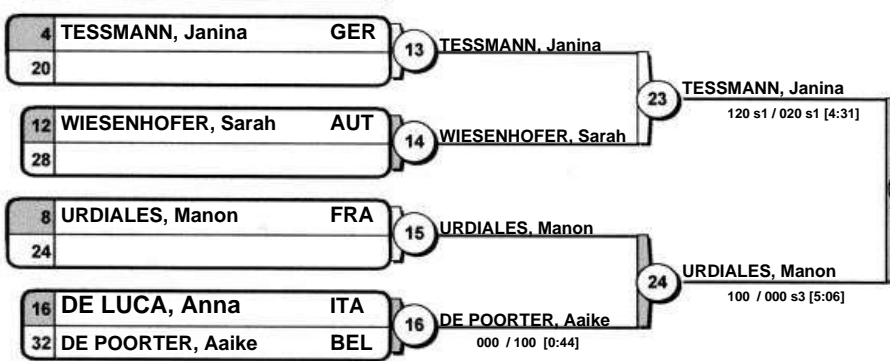 4 TESSMANN, Janina GER
20
13
TESSMANN, Janina
23
TESSMANN, Janina
120 s1 / 020 s1 [4:31]
12 WIESENHOFER, Sarah AUT
28
14
WIESENHOFER, Sarah
8 URDIALES, Manon FRA
24
15
URDIALES, Manon
24
URDIALES, Manon
100 / 000 s3 [5:06]
16 DE LUCA, Anna ITA
32 DE POORTER, Aaike BEL
16
DE POORTER, Aaike
000 / 100 [0:44]